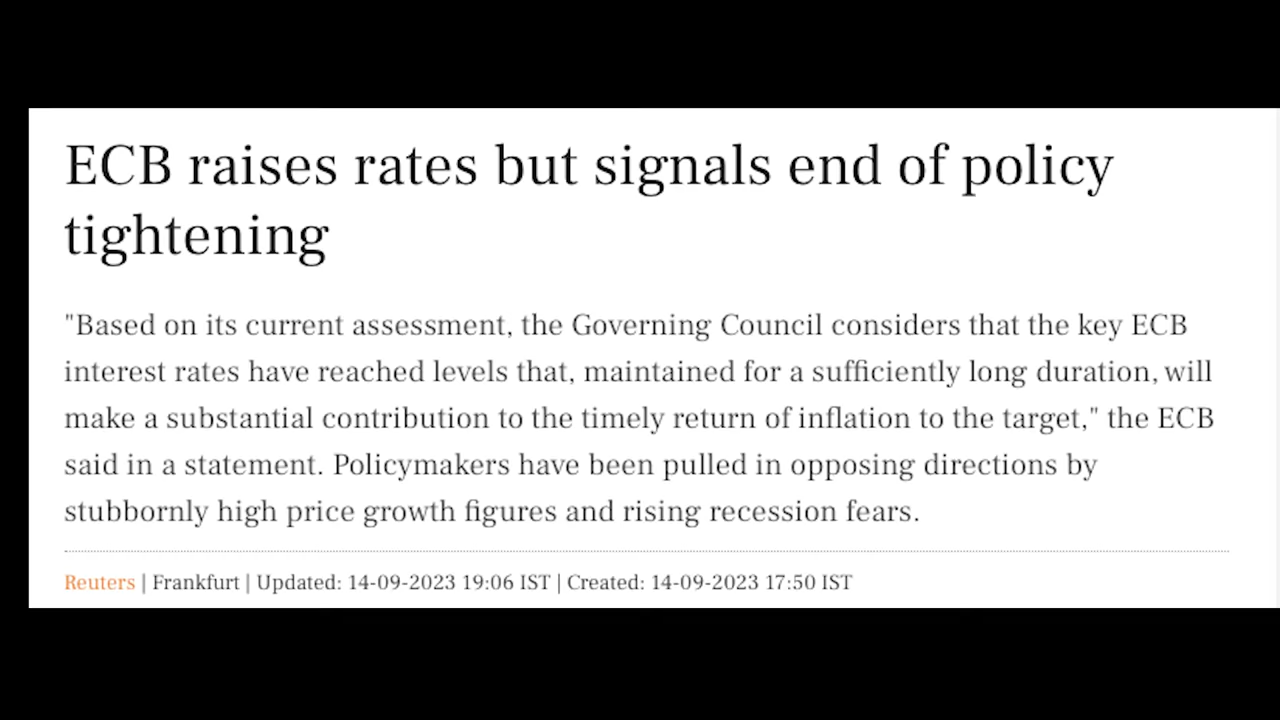 ECB raises rates but signals end of policy
tightening
"Based on its current assessment, the Governing Council considers that the key ECB
interest rates have reached levels that, maintained for a sufficiently long duration, will
make a substantial contribution to the timely return of inflation to the target," the ECB
said in a statement. Policymakers have been pulled in opposing directions by
stubbornly high price growth figures and rising recession fears.
Reuters | Frankfurt | Updated: 14-09-2023 19:06 IST | Created: 14-09-2023 17:50 IST